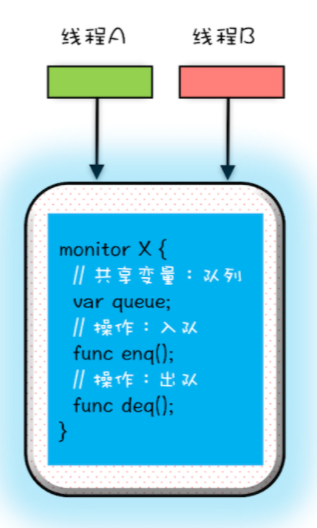 线程A 线程B
monitor X {
// 共享变量：队列
var queue;
// 操作：入队
func enq();
// 操作：出队
func deq();
}